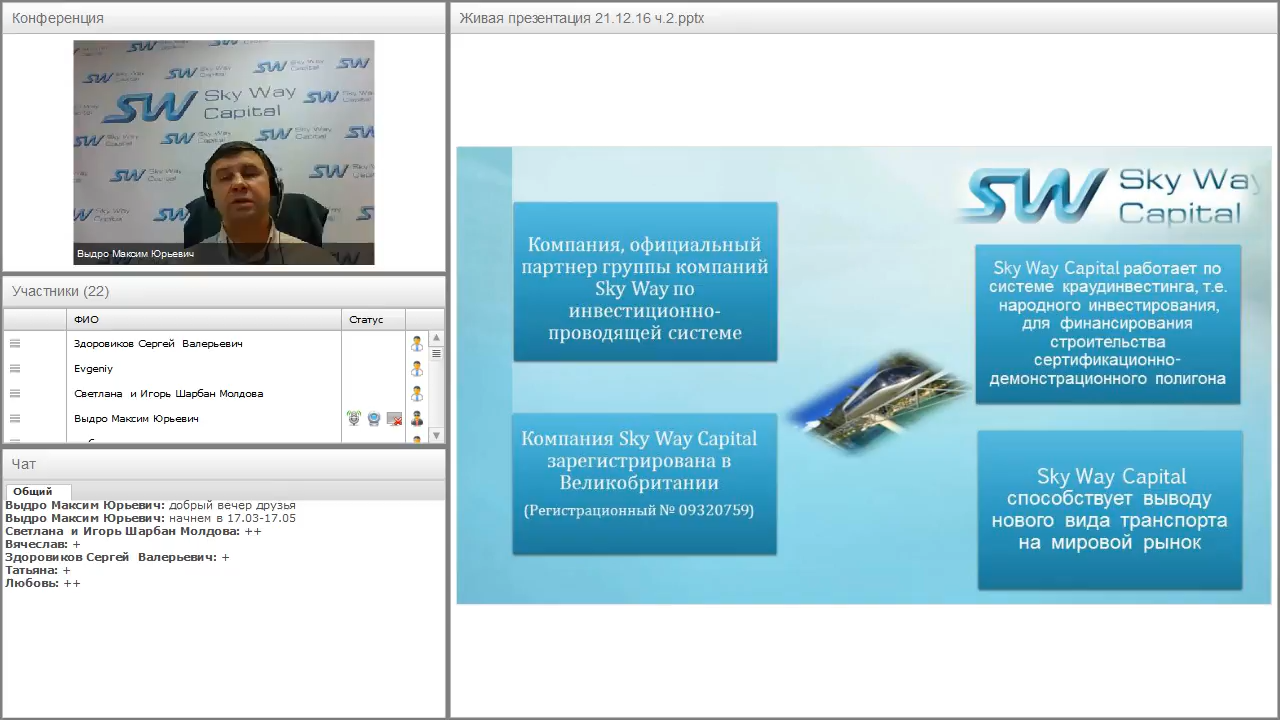 Конференция
SW Sky Way
Capital
Выдро Максим Юрьевич
Участники (22)
ФИО
Статус
Здоровиков Сергей Валерьевич
Evgeniy
Светлана и Игорь Шарбан Молдова
Выдро Максим Юрьевич
Чат
Общий
Выдро Максим Юрьевич: добрый вечер друзья
Выдро Максим Юрьевич: начнем в 17.03-17.05
Светлана и Игорь Шарбан Молдова: ++
Вячеслав: +
Здоровиков Сергей Валерьевич: +
Татьяна: +
Любовь: ++
Живая презентация 21.12.16 ч.2.pptx
SW Sky Way
Capital
Компания, официальный
партнер группы компаний
Sky Way по
инвестиционно-
проводящей системе
Компания Sky Way Capital
зарегистрирована в
Великобритании
(Регистрационный № 09320759)
Sky Way Capital работает по
системе краудинвестинга, т.е.
народного инвестирования,
для финансирования
строительства
сертификационно-
демонстрационного полигона
Sky Way Capital
способствует выводу
нового вида транспорта
на мировой рынок